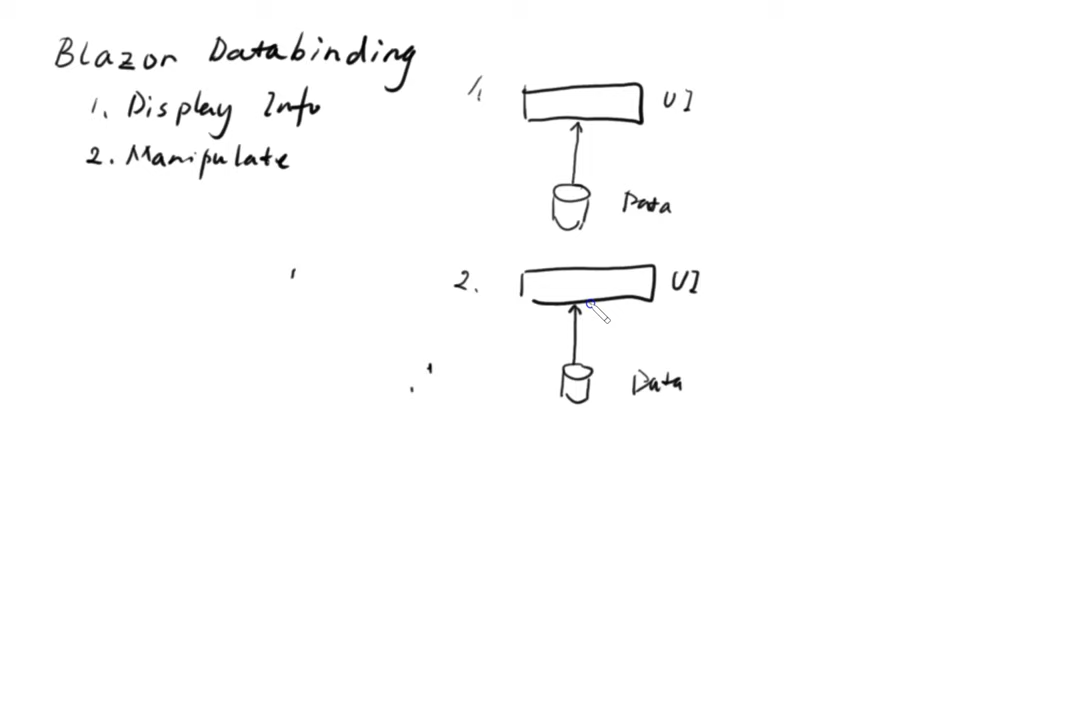 Blazor Databinding
1. Display Info
2. Manipulate
1. UI
Data
2. UI
Data